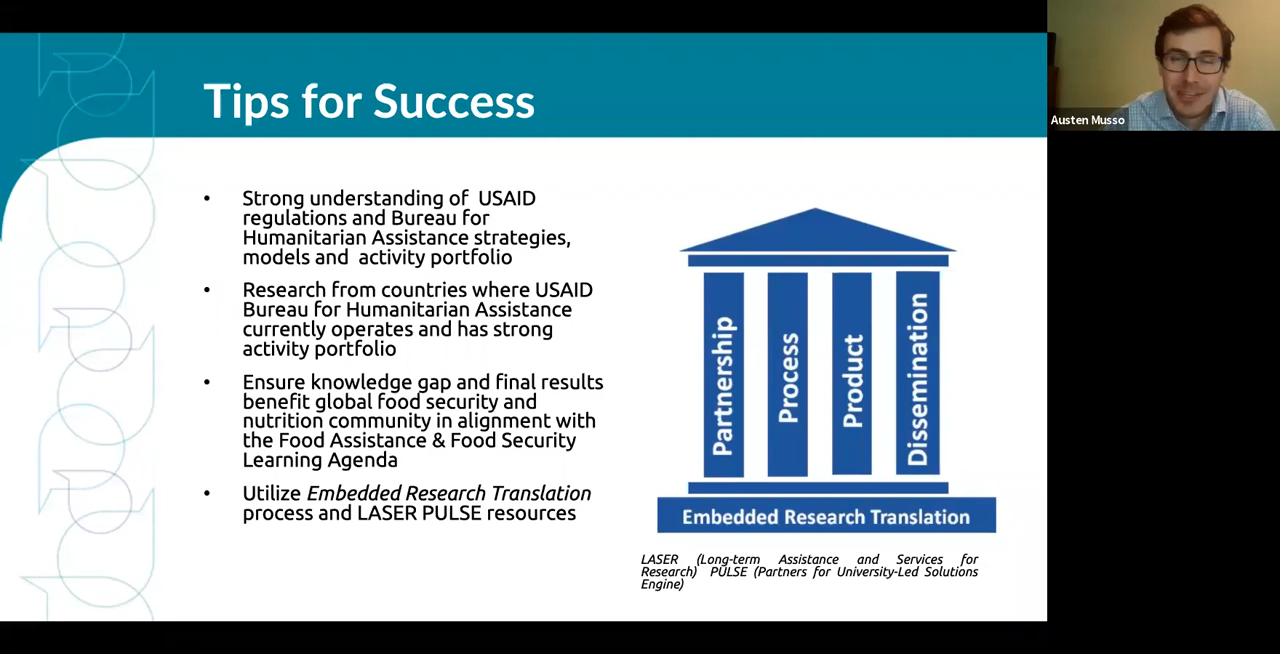 Tips for Success
Austen Musso
• Strong understanding of USAID
regulations and Bureau for
Humanitarian Assistance strategies,
models and activity portfolio
• Research from countries where USAID
Bureau for Humanitarian Assistance
currently operates and has strong
activity portfolio
• Ensure knowledge gap and final results
benefit global food security and
nutrition community in alignment with
the Food Assistance & Food Security
Learning Agenda
• Utilize Embedded Research Translation
process and LASER PULSE resources
Partnership
Process
Product
Dissemination
Embedded Research Translation
LASER (Long-term Assistance and Services for
Research) PULSE (Partners for University-Led Solutions
Engine)